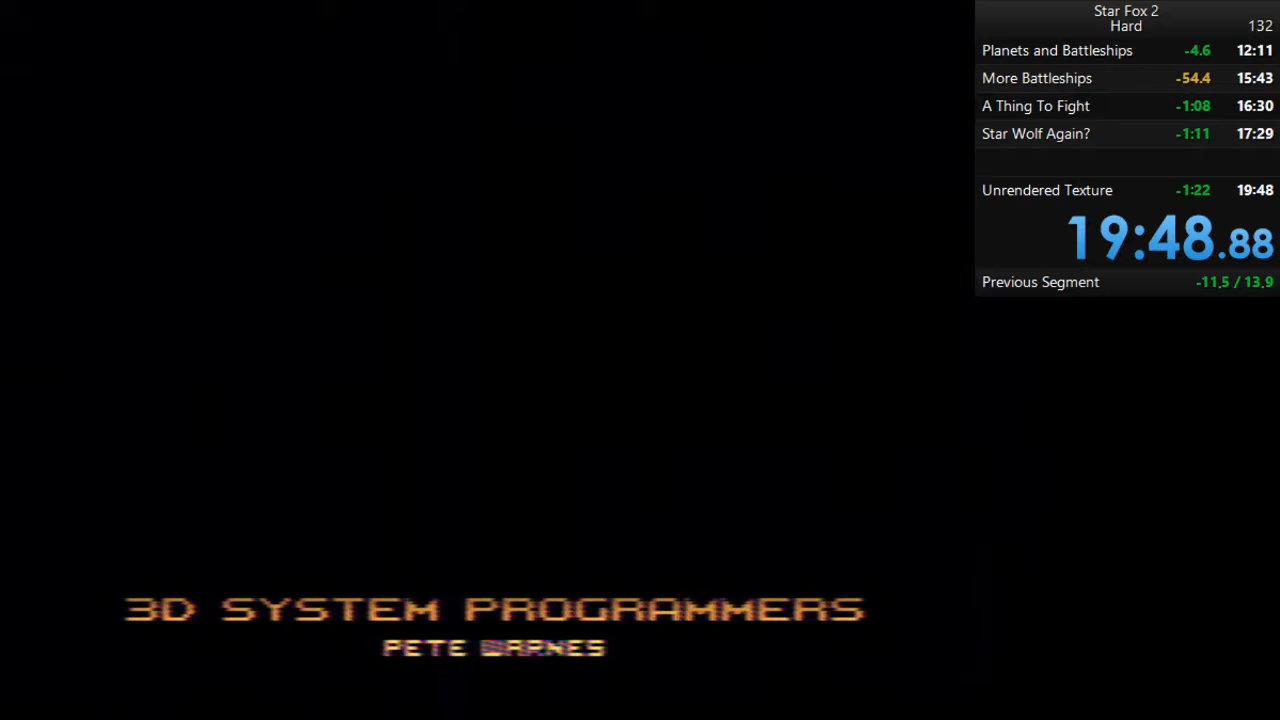 Star Fox 2
Hard 132
Planets and Battleships -4.6 12:11
More Battleships -54.4 15:43
A Thing To Fight -1:08 16:30
Star Wolf Again? -1:11 17:29
Unrendered Texture -1:22 19:48
19:48.88
Previous Segment -11.5 / 13.9
3D SYSTEM PROGRAMMERS
PETE WARNES